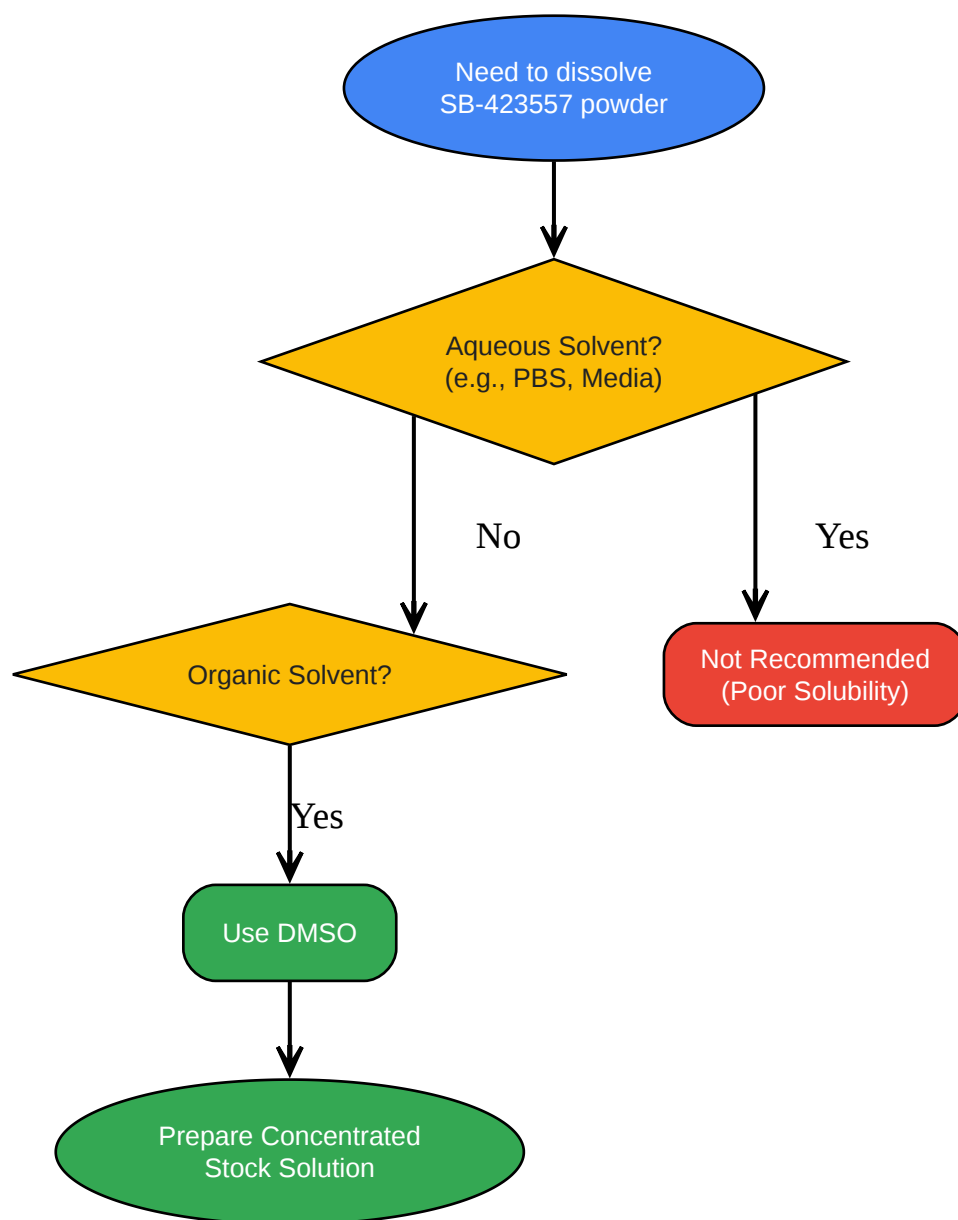 Need to dissolve
SB-423557 powder
Aqueous Solvent?
(e.g., PBS, Media)
No
Yes
Organic Solvent?
Not Recommended
(Poor Solubility)
Yes
Use DMSO
Prepare Concentrated
Stock Solution